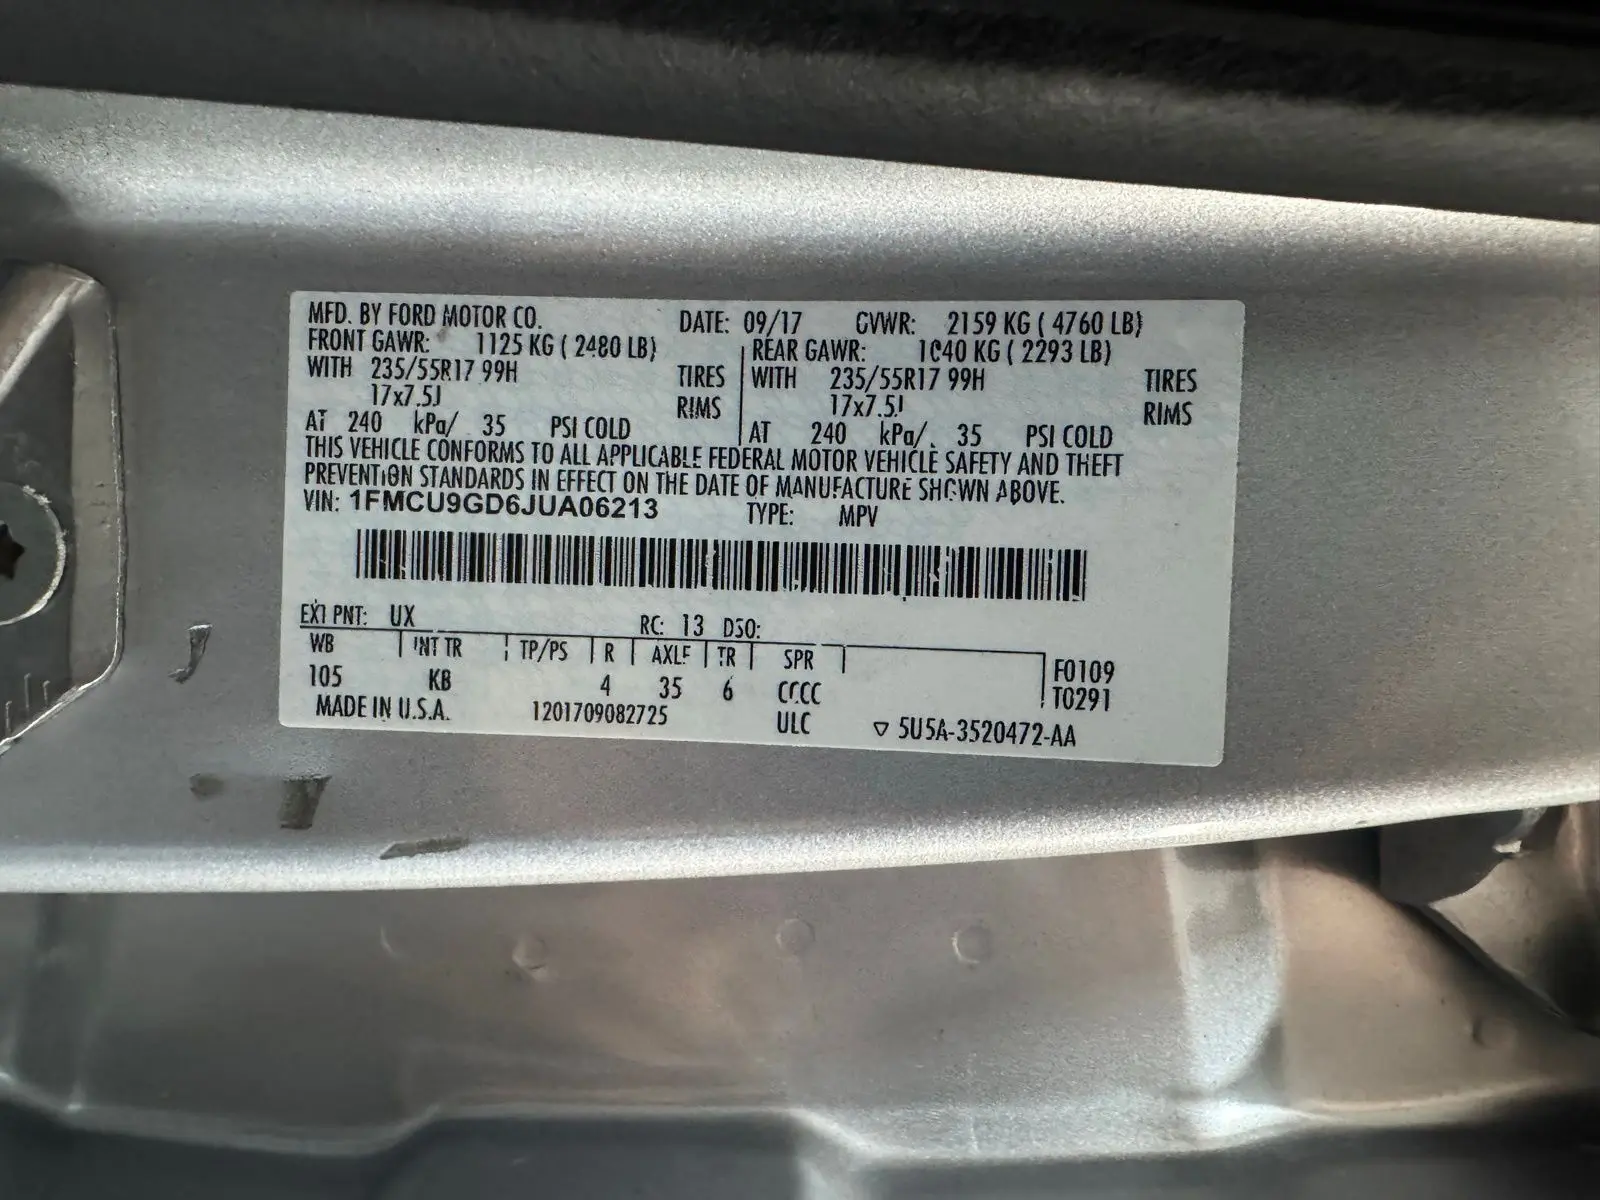 MFD. BY FORD MOTOR CO. DATE: 09/17 GVWR: 2159 KG ( 4760 LB)
FRONT GAWR: 1125 KG ( 2480 LB) REAR GAWR: 1040 KG ( 2293 LB)
WITH 235/55R17 99H TIRES WITH 235/55R17 99H TIRES
17x7.5J RIMS 17x7.5J RIMS
AT 240 kPa/ 35 PSI COLD AT 240 kPa/ 35 PSI COLD
THIS VEHICLE CONFORMS TO ALL APPLICABLE FEDERAL MOTOR VEHICLE SAFETY AND THEFT
PREVENTION STANDARDS IN EFFECT ON THE DATE OF MANUFACTURE SHOWN ABOVE.
VIN: 1FMCU9GD6JUA06213 TYPE: MPV
EXT PNT: UX RC: 13 DSO:
WB INT TR TP/PS R AXLE TR SPR F0109
105 KB 4 35 6 CCCC T0291
MADE IN U.S.A. 1201709082725 ULC ▽ 5U5A-3520472-AA